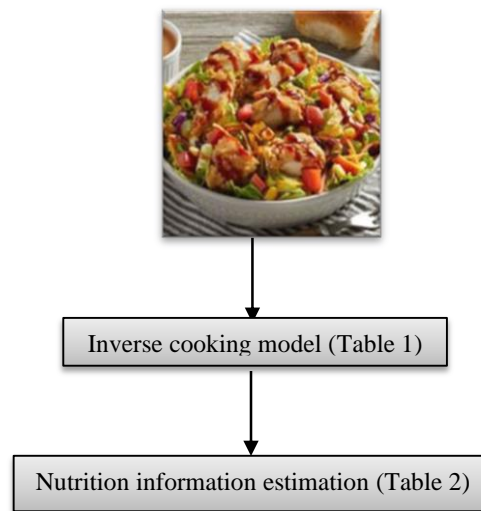 Inverse cooking model (Table 1)
Nutrition information estimation (Table 2)